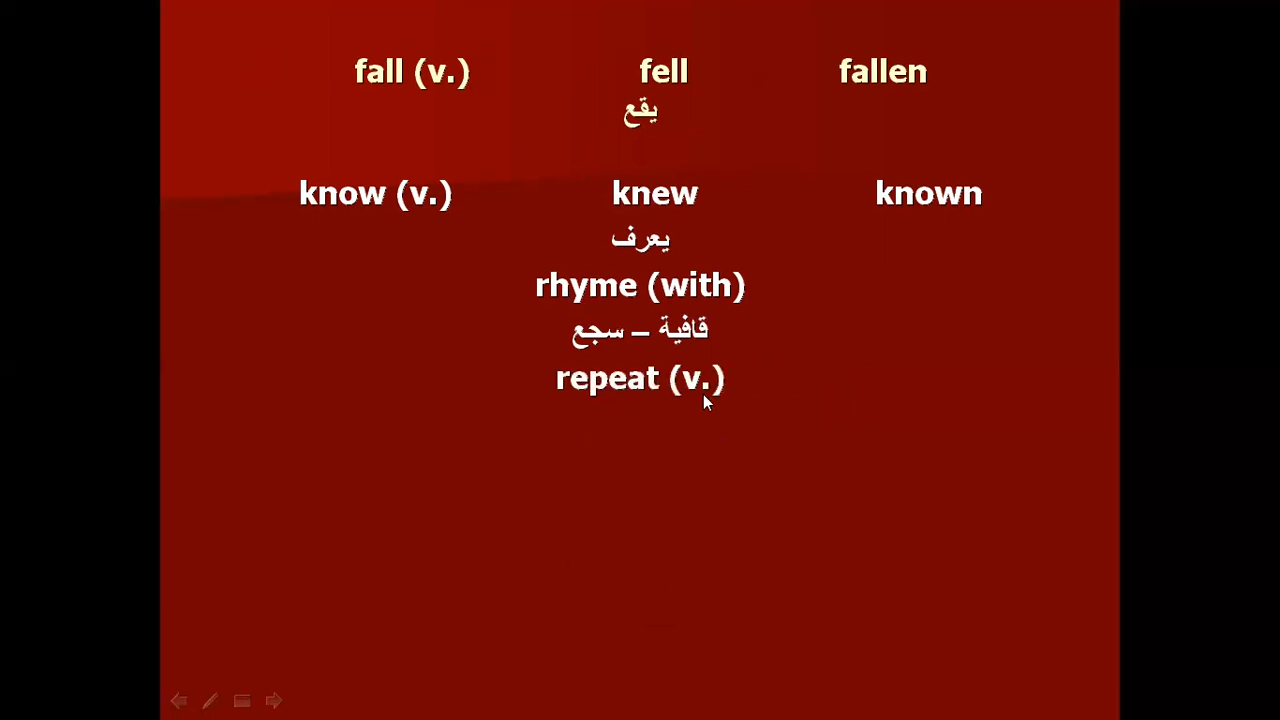 fall (v.) fell fallen
يقع
know (v.) knew known
يعرف
rhyme (with)
قافية – سجع
repeat (v.)